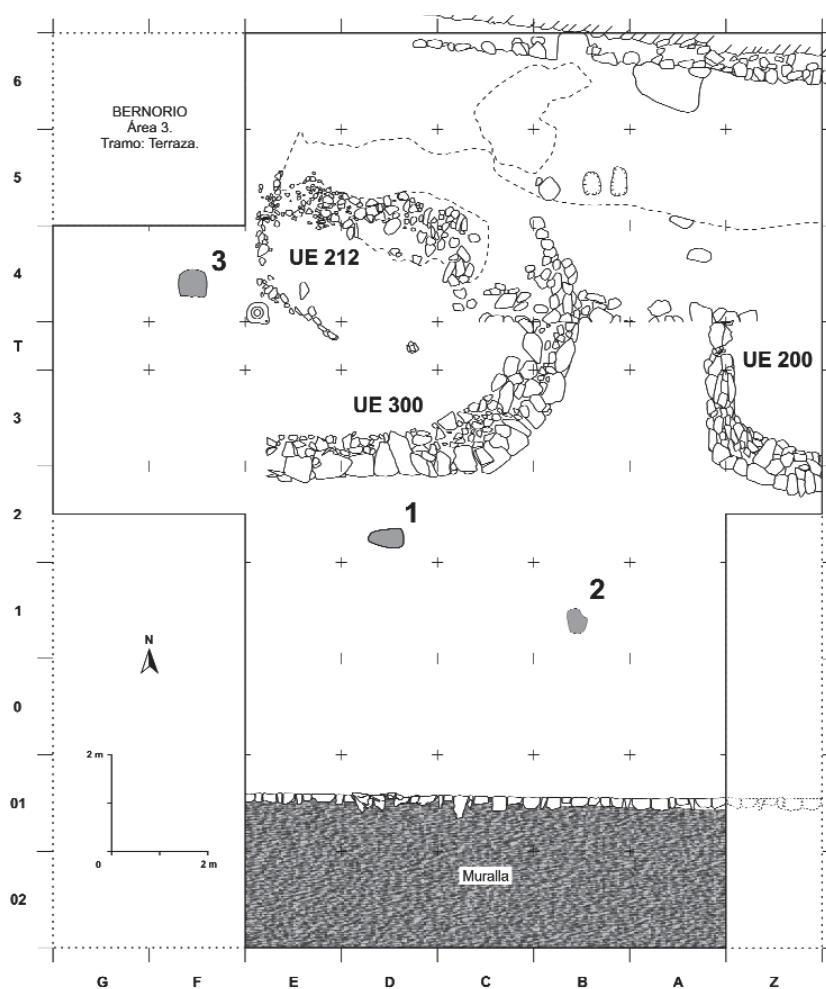 6
BERNORIO
Área 3.
Tramo: Terraza.
5
3
UE 212
4
T
UE 200
UE 300
3
1
2
2
1
N
0
2 m
01
0
2 m
Muralla
02
G F E D C B A Z